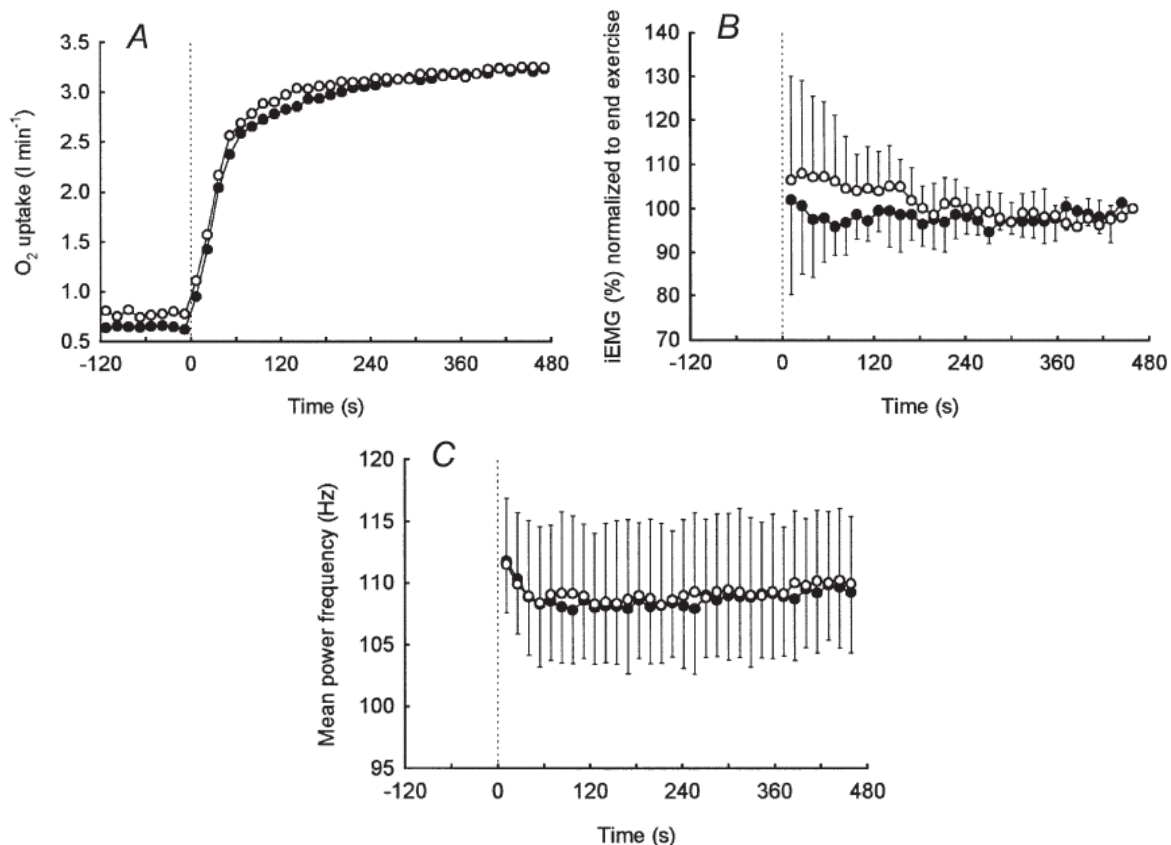 A
O2 uptake (l min-1)
3.5
3.0
2.5
2.0
1.5
1.0
0.5
-120 0 120 240 360 480
Time (s)
B
iEMG (%) normalized to end exercise
140
130
120
110
100
90
80
70
-120 0 120 240 360 480
Time (s)
C
Mean power frequency (Hz)
120
115
110
105
100
95
-120 0 120 240 360 480
Time (s)